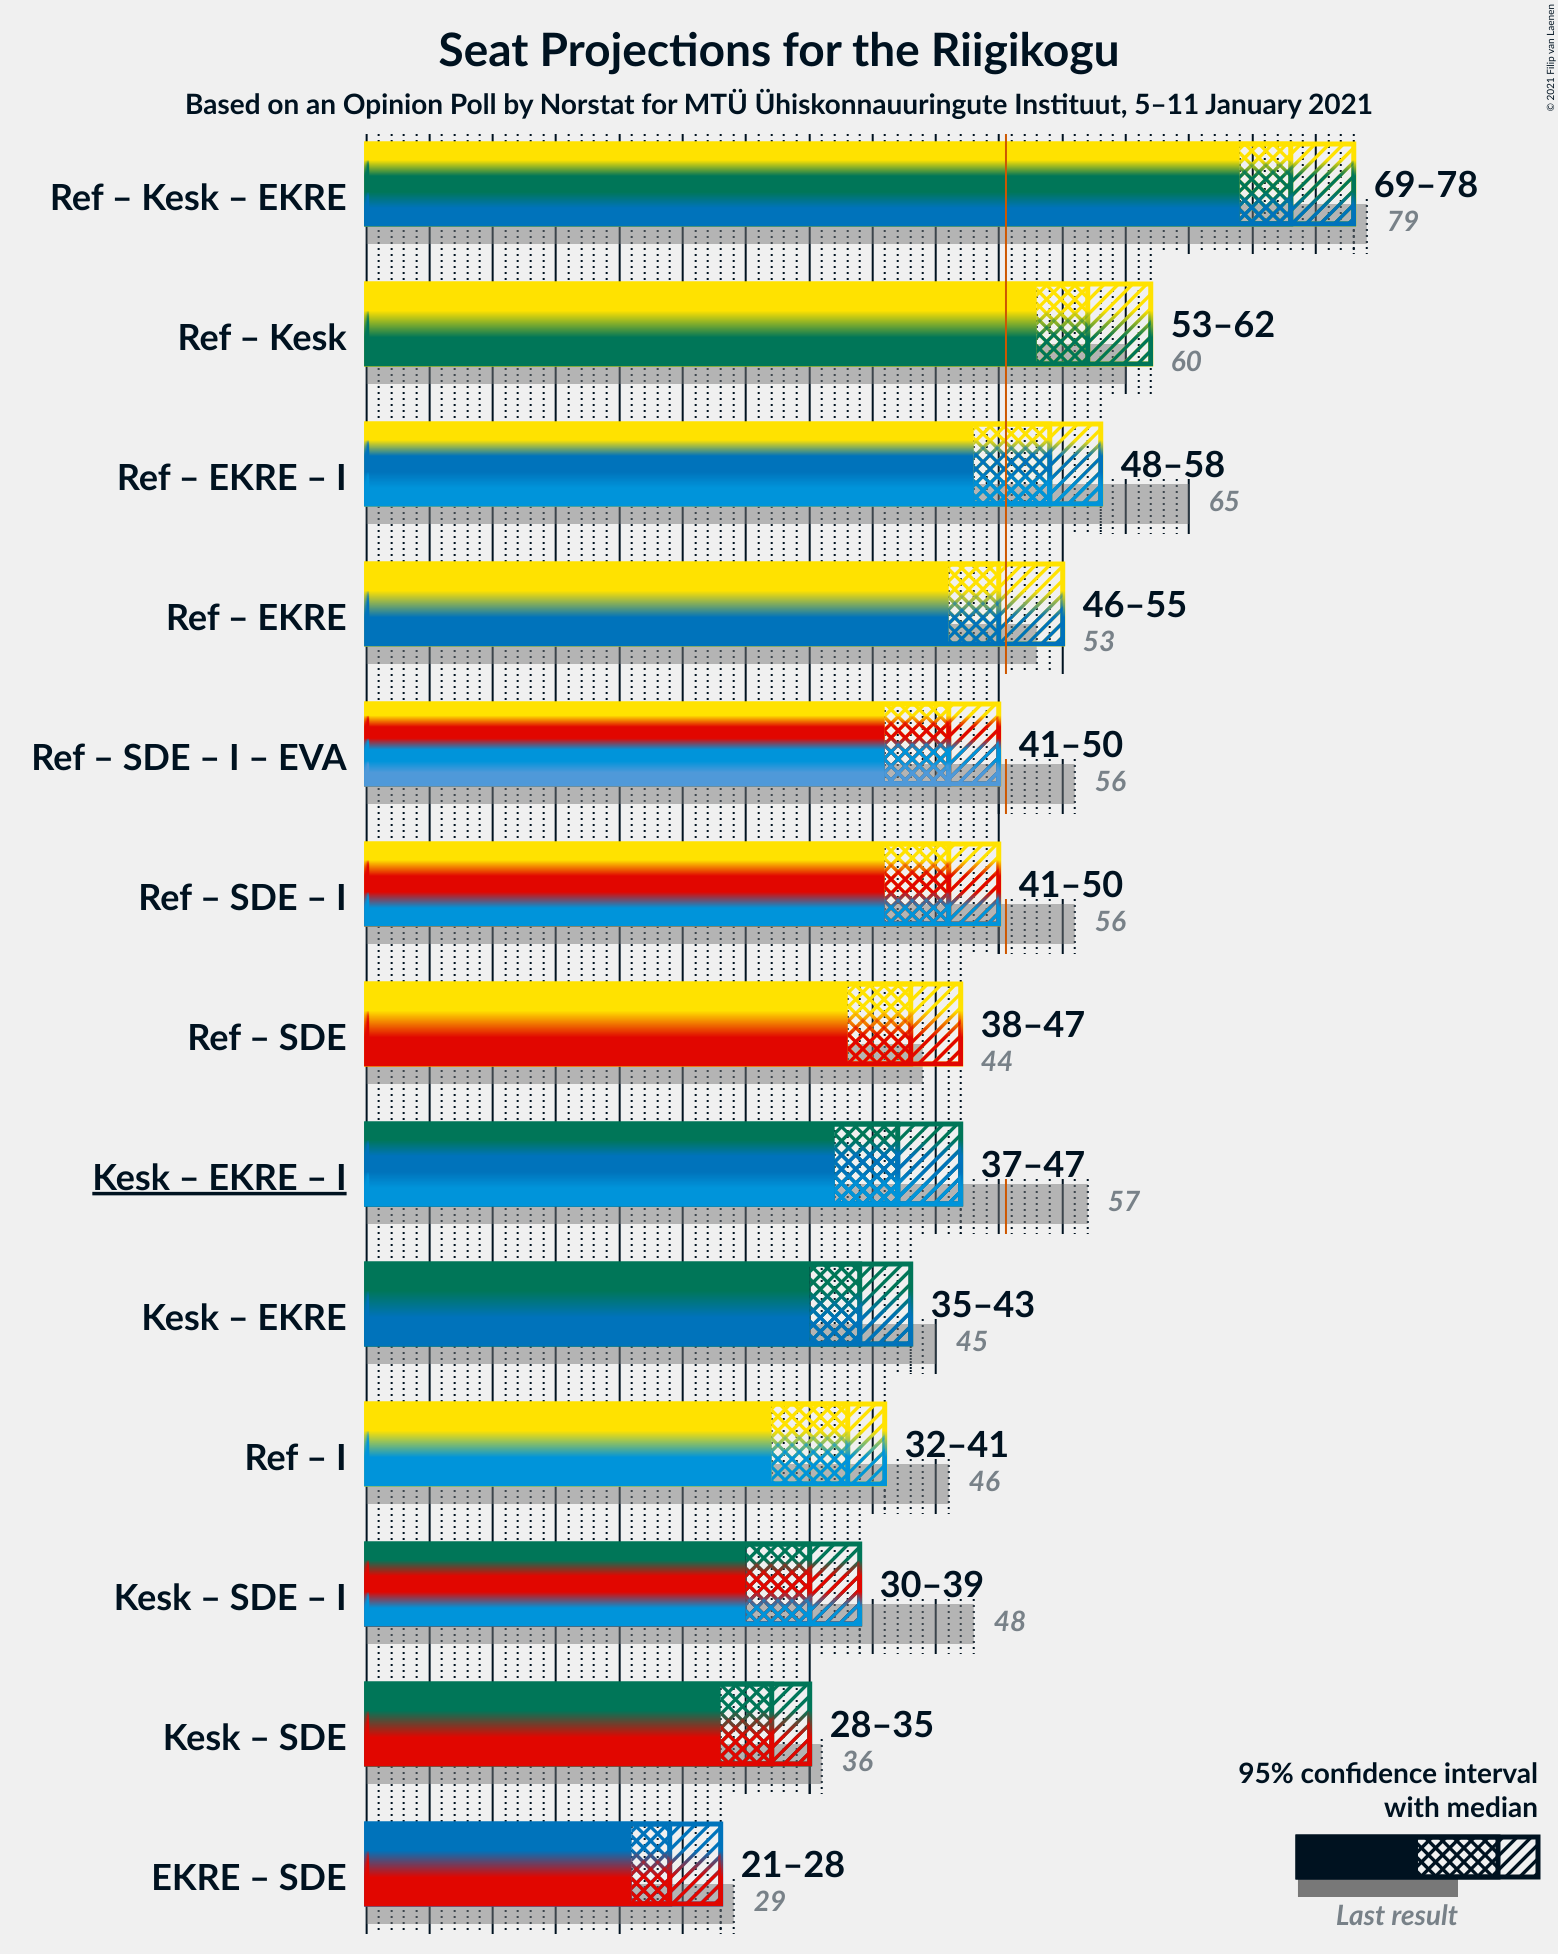 Seat Projections for the Riigikogu
Based on an Opinion Poll by Norstat for MTÜ Ühiskonnauuringute Instituut, 5–11 January 2021
© 2021 Filip van Laenen
Ref – Kesk – EKRE
69–78
79
Ref – Kesk
53–62
60
Ref – EKRE – I
48–58
65
Ref – EKRE
46–55
53
Ref – SDE – I – EVA
41–50
56
Ref – SDE – I
41–50
56
Ref – SDE
38–47
44
Kesk – EKRE – I
37–47
57
Kesk – EKRE
35–43
45
Ref – I
32–41
46
Kesk – SDE – I
30–39
48
Kesk – SDE
28–35
36
EKRE – SDE
21–28
29
95% confidence interval
with median
Last result